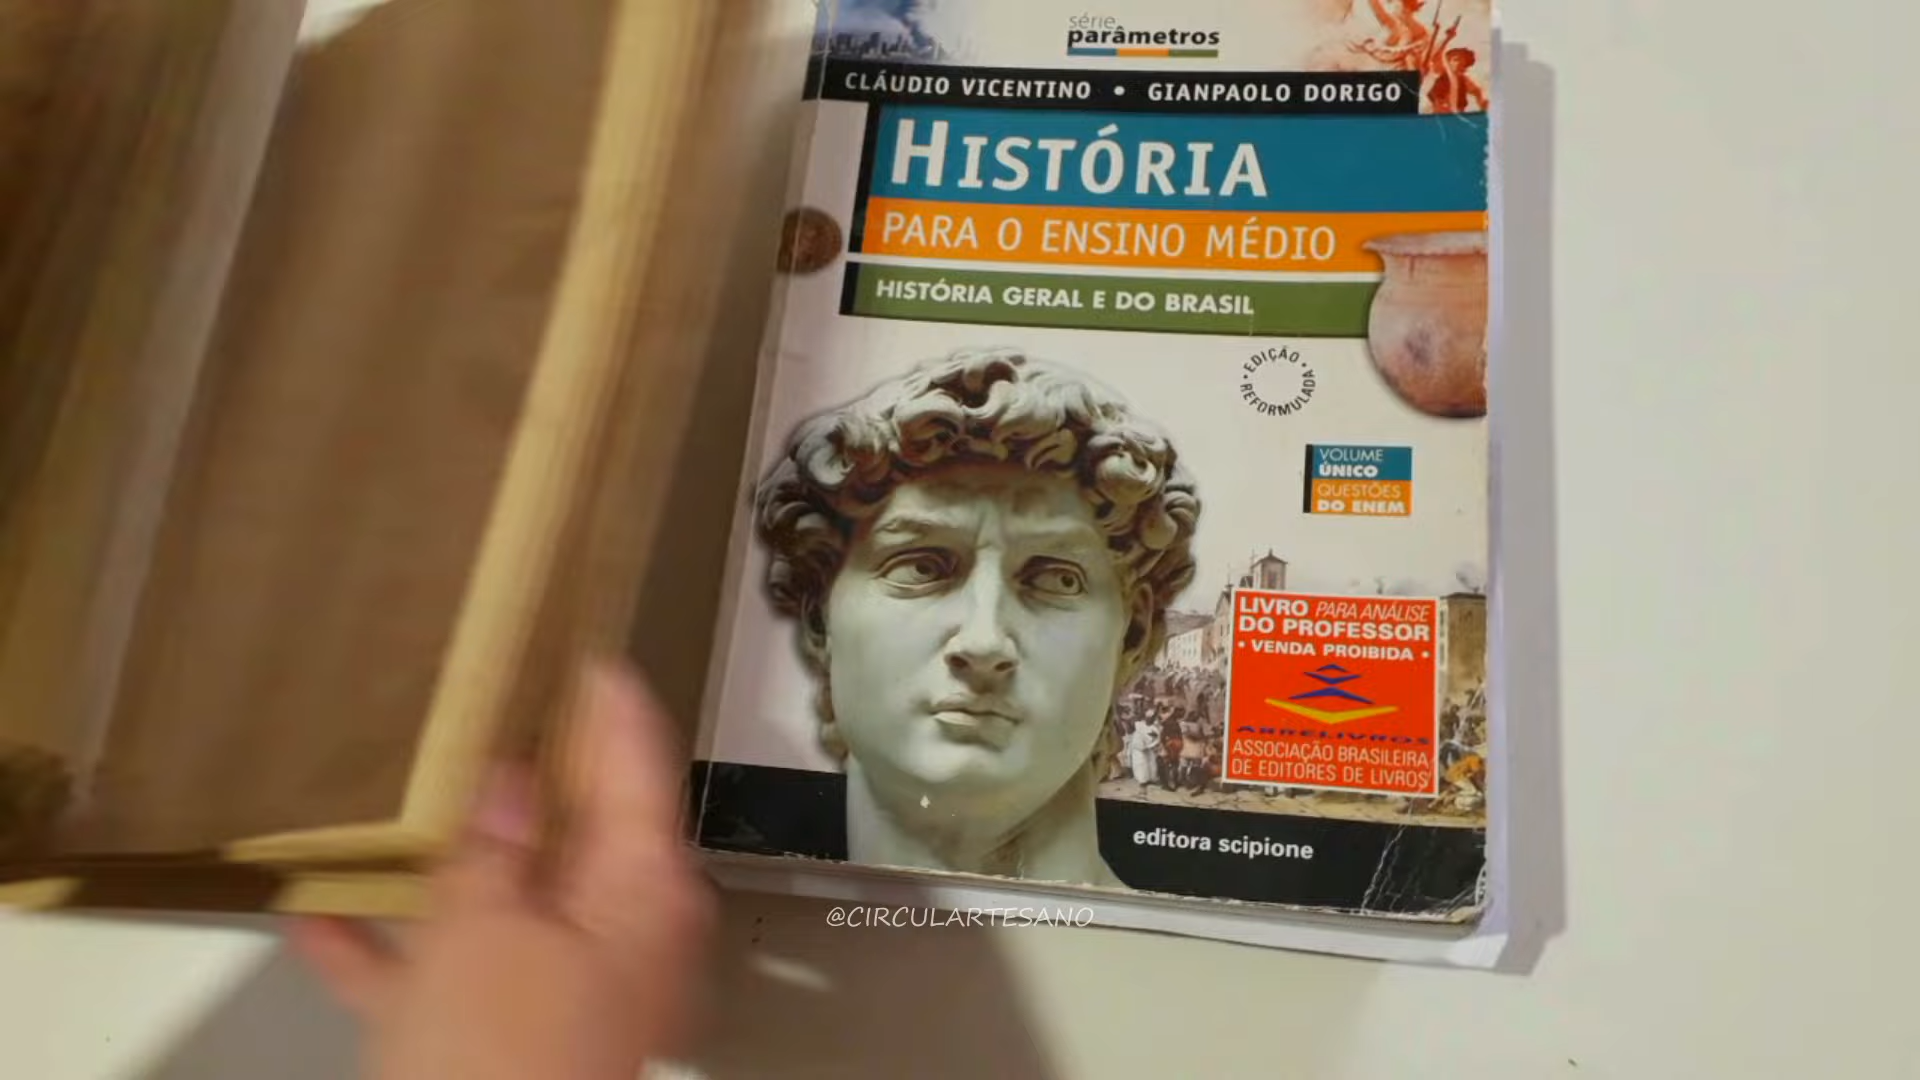 série
parâmetros
CLÁUDIO VICENTINO • GIANPAOLO DORIGO
HISTÓRIA
PARA O ENSINO MÉDIO
HISTÓRIA GERAL E DO BRASIL
• EDIÇÃO •
REFORMULADA
VOLUME
ÚNICO
QUESTÕES
DO ENEM
LIVRO PARA ANÁLISE
DO PROFESSOR
• VENDA PROIBIDA •
ABRELIVROS
ASSOCIAÇÃO BRASILEIRA
DE EDITORES DE LIVROS
editora scipione
@CIRCULARTESANO